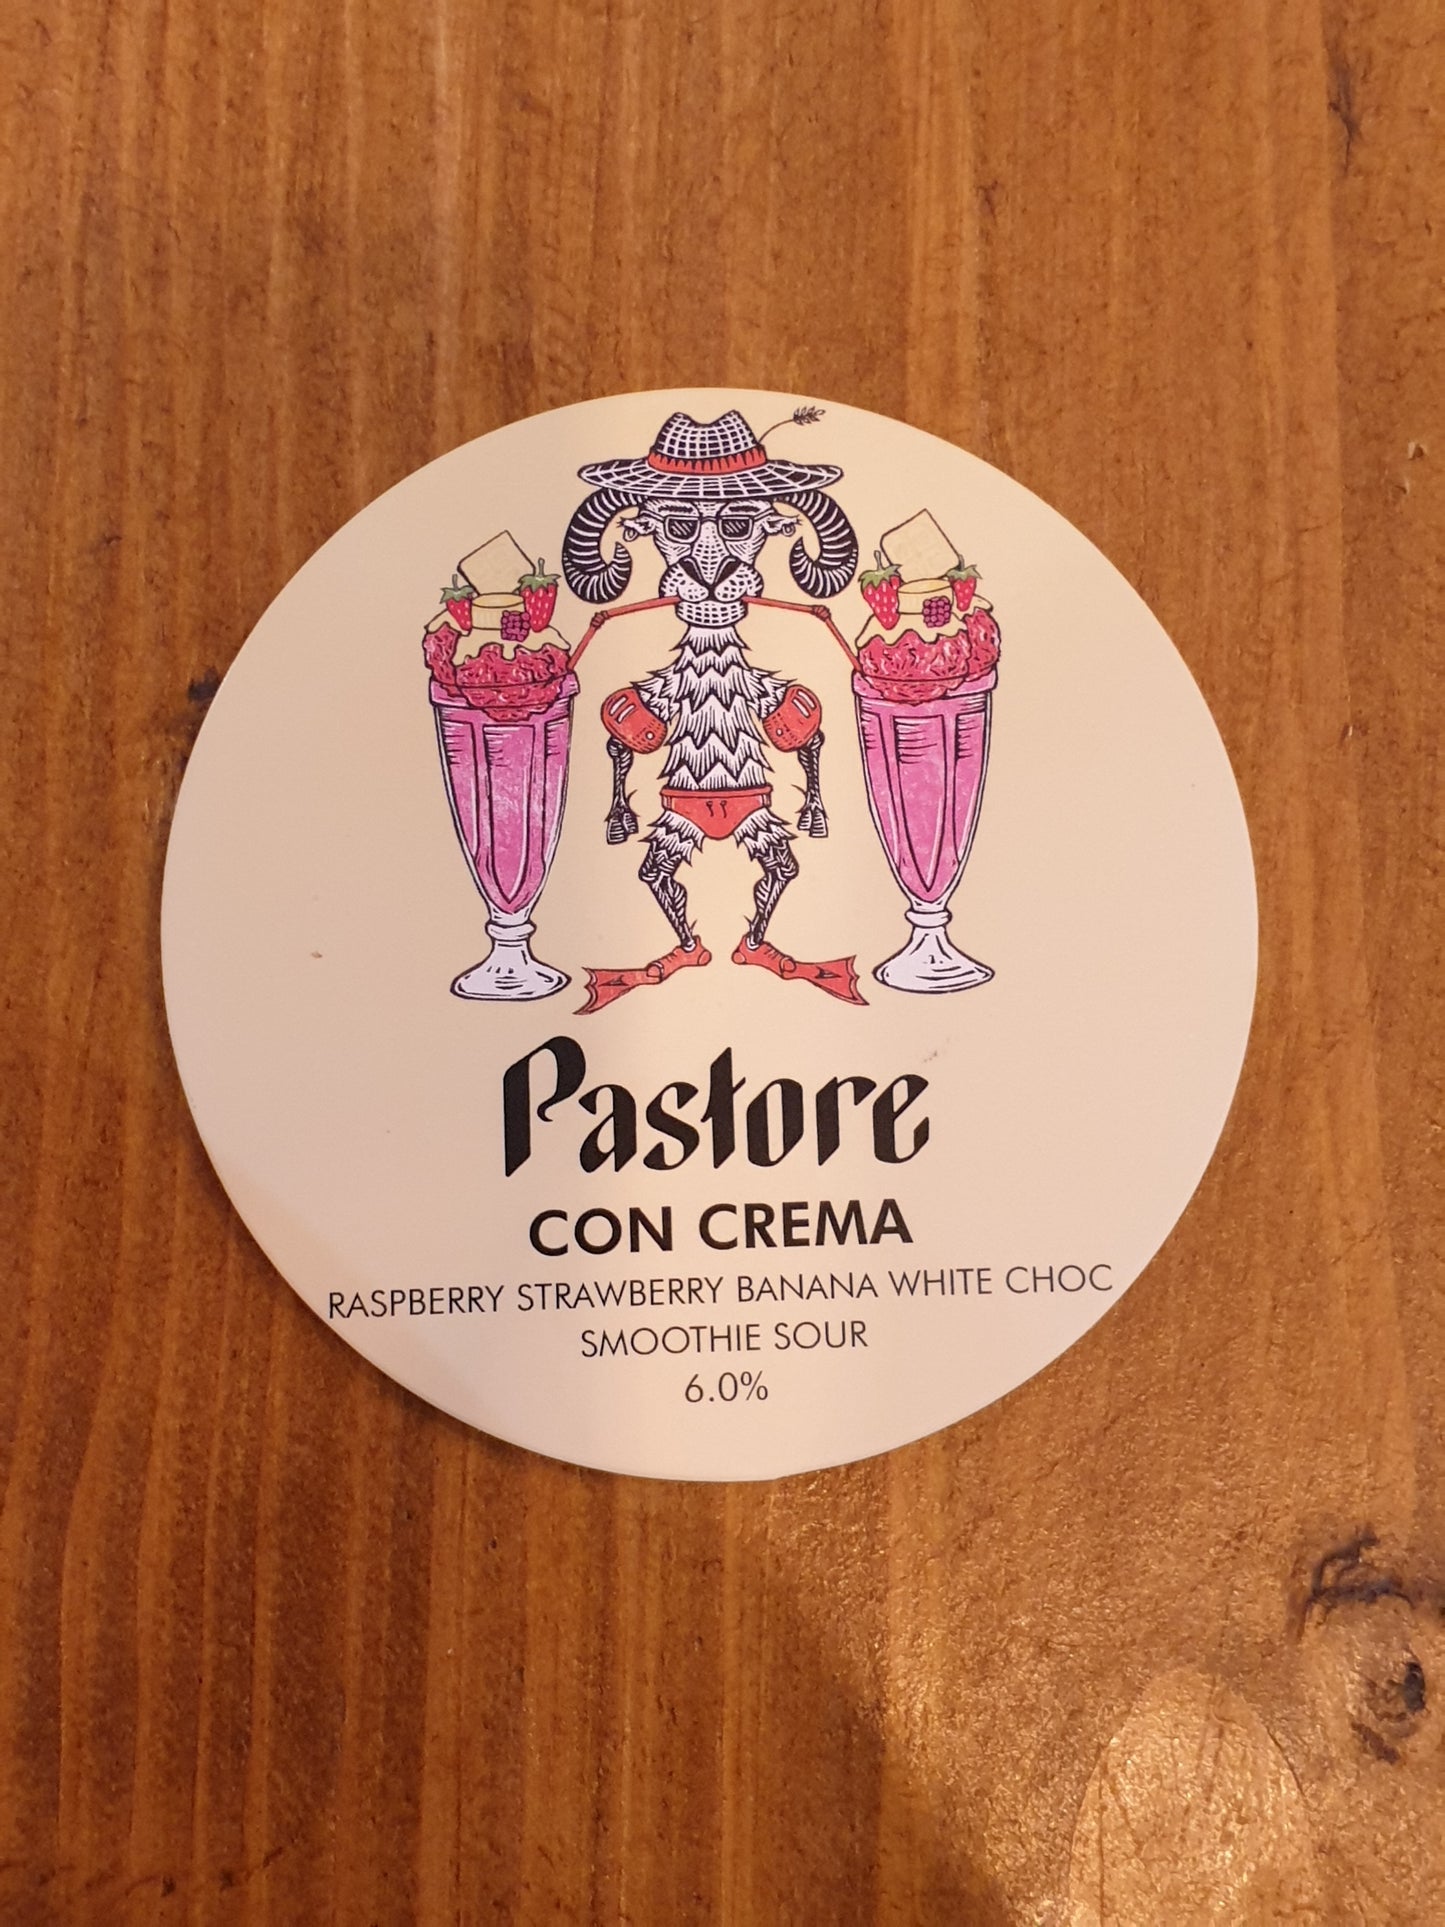 Pastore
CON CREMA
RASPBERRY STRAWBERRY BANANA WHITE CHOC
SMOOTHIE SOUR
6.0%